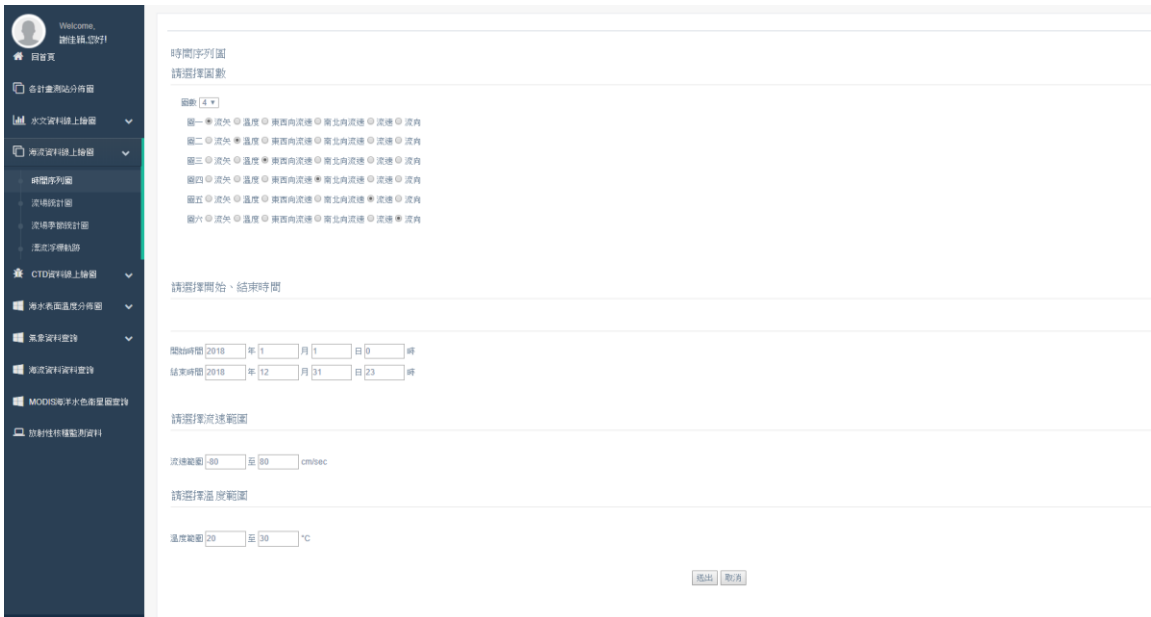 Welcome,
謝佳穎,您好!
回首頁
各計畫測站分佈圖
水文資料線上繪圖
海流資料線上繪圖
時間序列圖
流場統計圖
流場季節統計圖
漂流浮標軌跡
CTD資料線上繪圖
海水表面溫度分佈圖
氣象資料查詢
海流資料資料查詢
MODIS海洋水色衛星圖查詢
放射性核種監測資料
時間序列圖
請選擇圖數
圖數 4
圖一 流矢 溫度 東西向流速 南北向流速 流速 流向
圖二 流矢 溫度 東西向流速 南北向流速 流速 流向
圖三 流矢 溫度 東西向流速 南北向流速 流速 流向
圖四 流矢 溫度 東西向流速 南北向流速 流速 流向
圖五 流矢 溫度 東西向流速 南北向流速 流速 流向
圖六 流矢 溫度 東西向流速 南北向流速 流速 流向
請選擇開始、結束時間
開始時間 2018 年 1 月 1 日 0 時
結束時間 2018 年 12 月 31 日 23 時
請選擇流速範圍
流速範圍 -80 至 80 cm/sec
請選擇溫度範圍
溫度範圍 20 至 30 °C
送出 取消